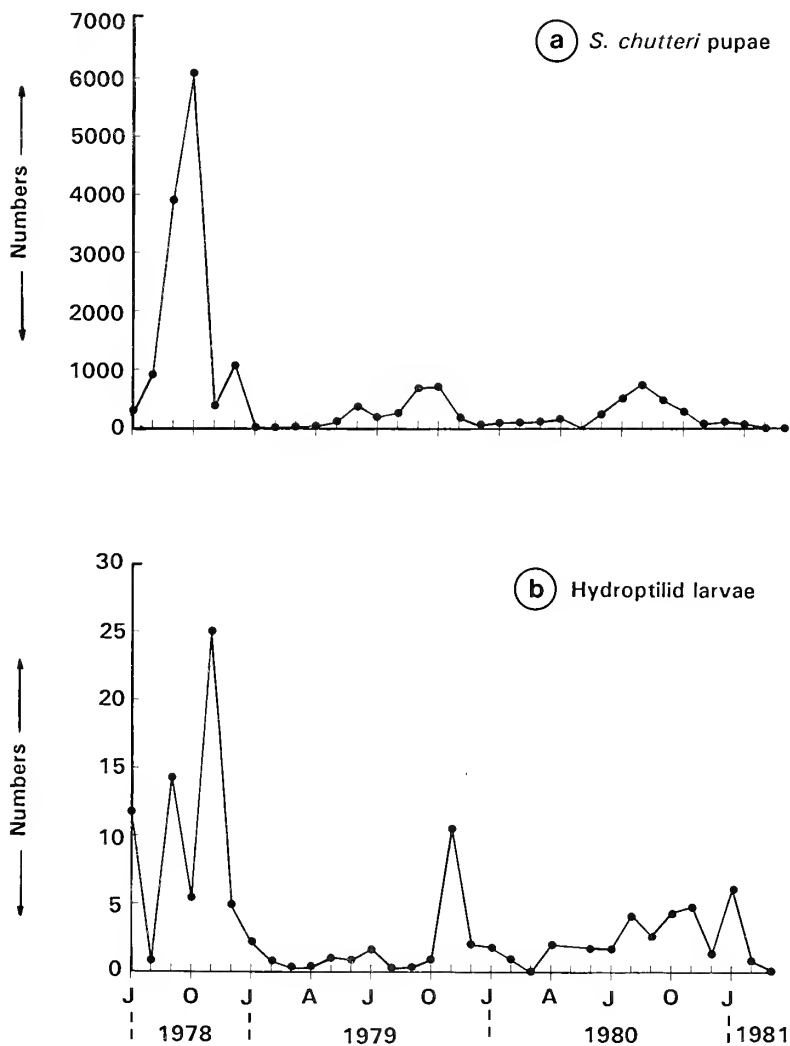 7000
a S. chutteri pupae
6000
5000
4000
3000
2000
1000
0
Numbers
30
b Hydroptilid larvae
25
20
15
10
5
0
Numbers
J O J A J O J A J O J
1978 1979 1980 1981